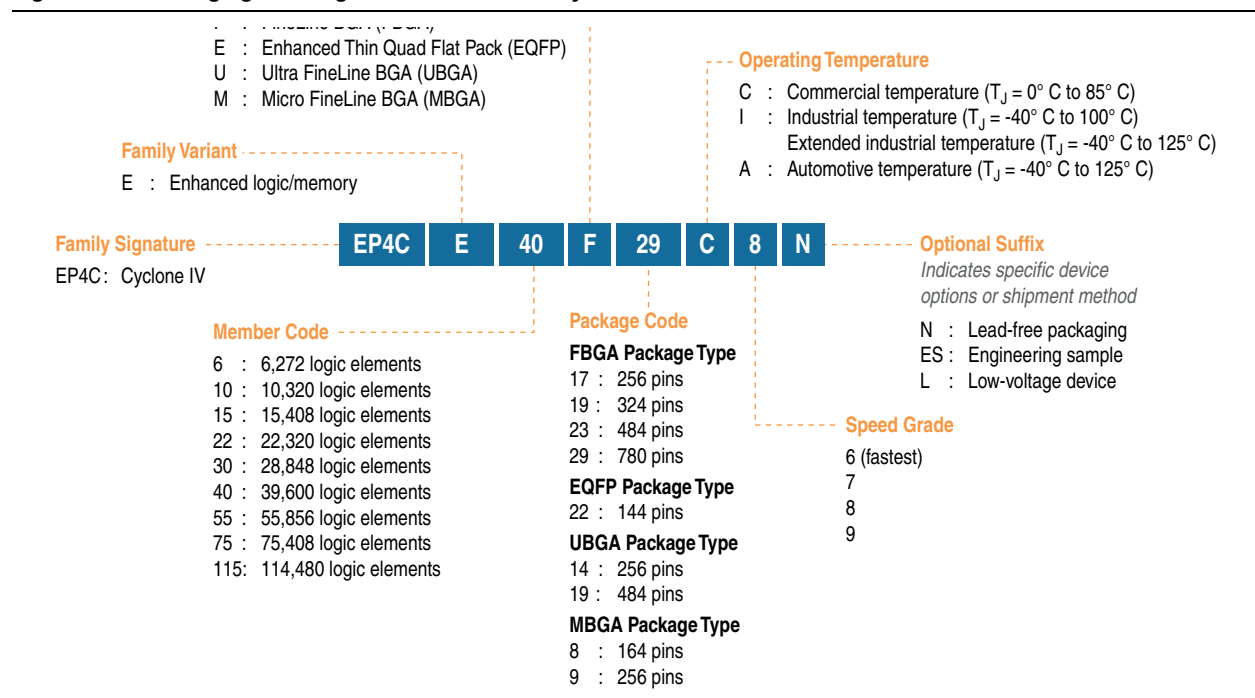 E : Enhanced Thin Quad Flat Pack (EQFP)
U : Ultra FineLine BGA (UBGA)
M : Micro FineLine BGA (MBGA)
Operating Temperature
C : Commercial temperature (TJ = 0° C to 85° C)
I : Industrial temperature (TJ = -40° C to 100° C)
Extended industrial temperature (TJ = -40° C to 125° C)
A : Automotive temperature (TJ = -40° C to 125° C)
Family Variant
E : Enhanced logic/memory
Family Signature
EP4C : Cyclone IV
EP4C E 40 F 29 C 8 N
Optional Suffix
Indicates specific device
options or shipment method
N : Lead-free packaging
ES : Engineering sample
L : Low-voltage device
Member Code
6 : 6,272 logic elements
10 : 10,320 logic elements
15 : 15,408 logic elements
22 : 22,320 logic elements
30 : 28,848 logic elements
40 : 39,600 logic elements
55 : 55,856 logic elements
75 : 75,408 logic elements
115: 114,480 logic elements
Package Code
FBGA Package Type
17 : 256 pins
19 : 324 pins
23 : 484 pins
29 : 780 pins
EQFP Package Type
22 : 144 pins
UBGA Package Type
14 : 256 pins
19 : 484 pins
MBGA Package Type
8 : 164 pins
9 : 256 pins
Speed Grade
6 (fastest)
7
8
9